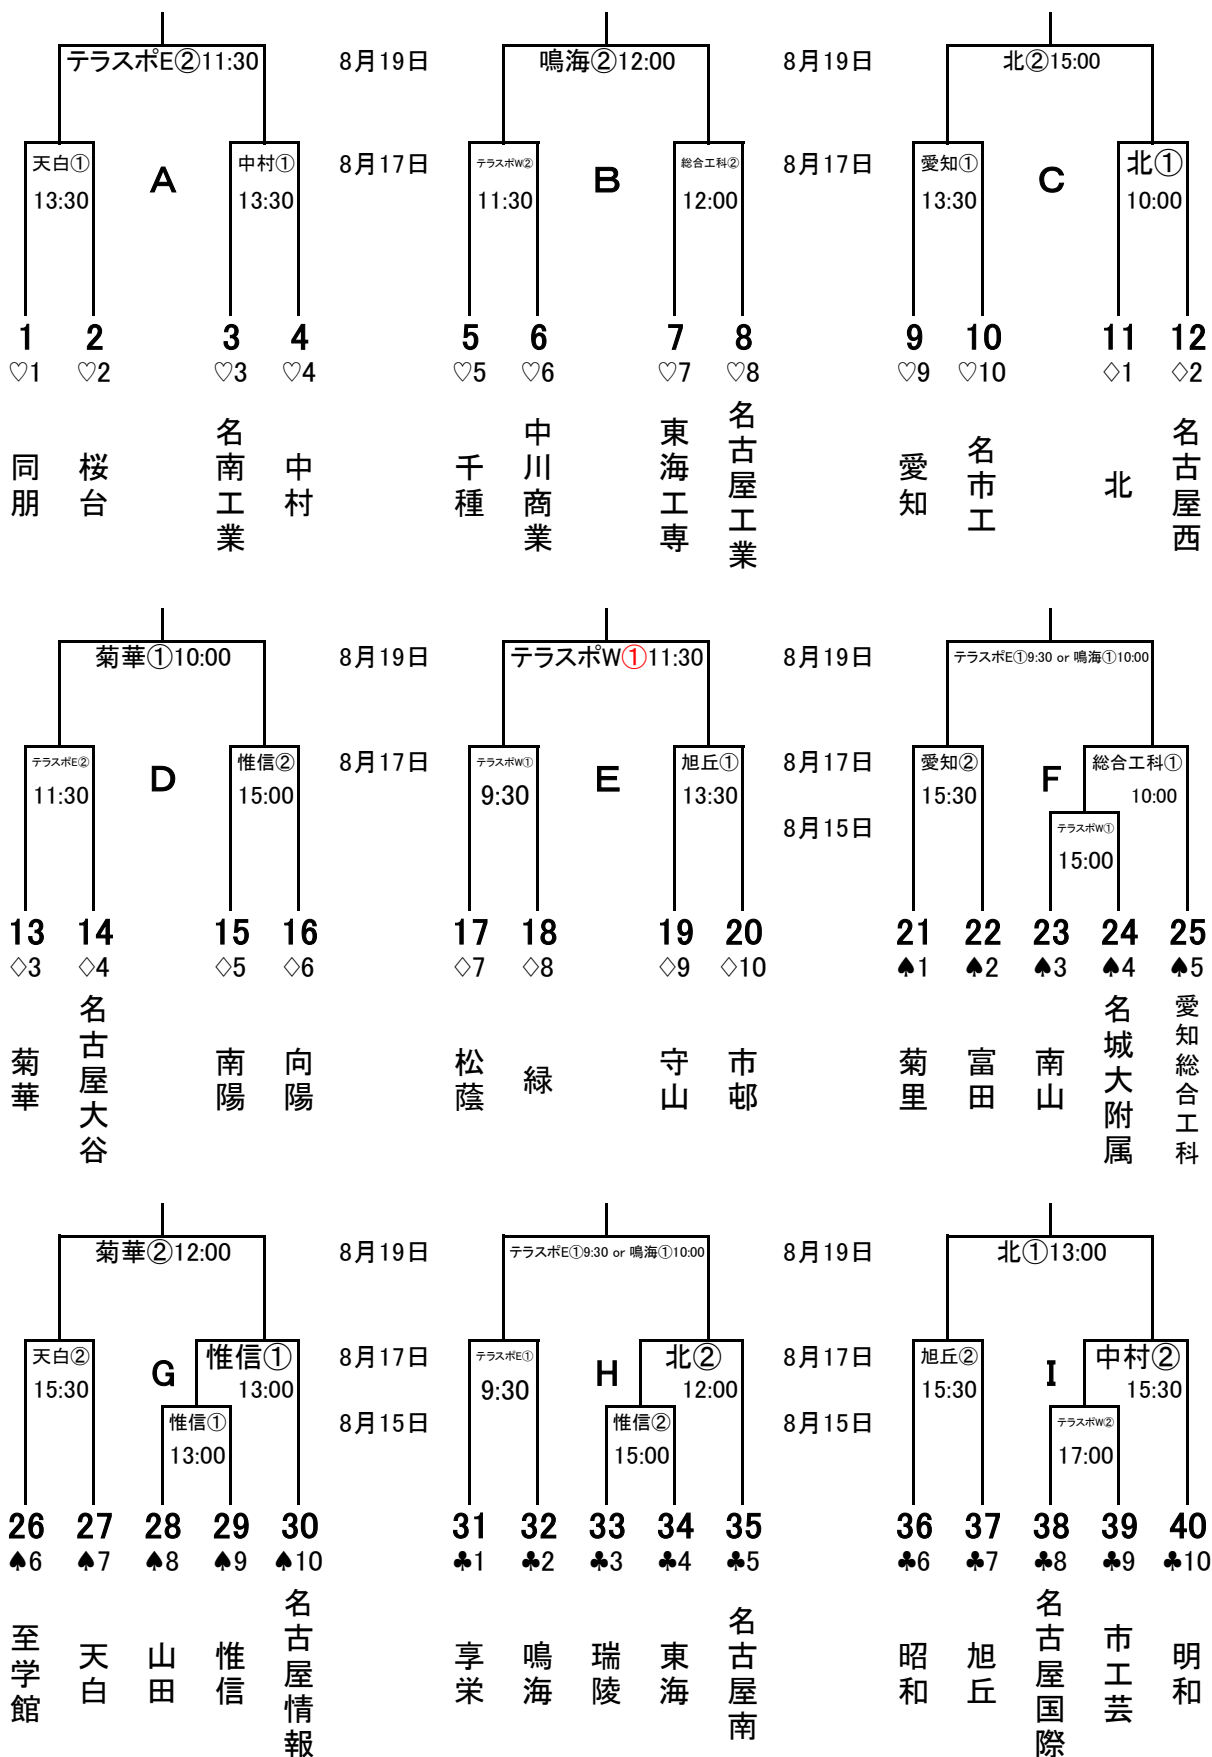 テラスポE②11:30 8月19日 鳴海②12:00 8月19日 北②15:00
天白① 中村① 8月17日 テラスポW② 総合工科② 8月17日 愛知① 北①
A B C
13:30 13:30 11:30 12:00 13:30 10:00
1 2 3 4 5 6 7 8 9 10 11 12
♡1 ♡2 ♡3 ♡4 ♡5 ♡6 ♡7 ♡8 ♡9 ♡10 ♢1 ♢2
同朋
桜台
名南工業
中村
千種
中川商業
東海工専
名古屋工業
愛知
名市工
北
名古屋西
菊華①10:00 8月19日 テラスポW①11:30 8月19日 テラスポE①9:30 or 鳴海①10:00
テラスポE② 惟信② 8月17日 テラスポW① 旭丘① 8月17日 愛知② 総合工科①
D E F
11:30 15:00 9:30 13:30 15:30 10:00
8月15日 テラスポW①
15:00
13 14 15 16 17 18 19 20 21 22 23 24 25
♢3 ♢4 ♢5 ♢6 ♢7 ♢8 ♢9 ♢10 ♠1 ♠2 ♠3 ♠4 ♠5
菊華
名古屋大谷
南陽
向陽
松蔭
緑
守山
市邨
菊里
富田
南山
名城大附属
愛知総合工科
菊華②12:00 8月19日 テラスポE①9:30 or 鳴海①10:00 8月19日 北①13:00
天白② 惟信① 8月17日 テラスポE① 北② 8月17日 旭丘② 中村②
G H I
15:30 13:00 9:30 12:00 15:30 15:30
惟信① 8月15日 惟信② 8月15日 テラスポW②
13:00 15:00 17:00
26 27 28 29 30 31 32 33 34 35 36 37 38 39 40
♠6 ♠7 ♠8 ♠9 ♠10 ♣1 ♣2 ♣3 ♣4 ♣5 ♣6 ♣7 ♣8 ♣9 ♣10
至学館
天白
山田
惟信
名古屋情報
享栄
鳴海
瑞陵
東海
名古屋南
昭和
旭丘
名古屋国際
市工芸
明和